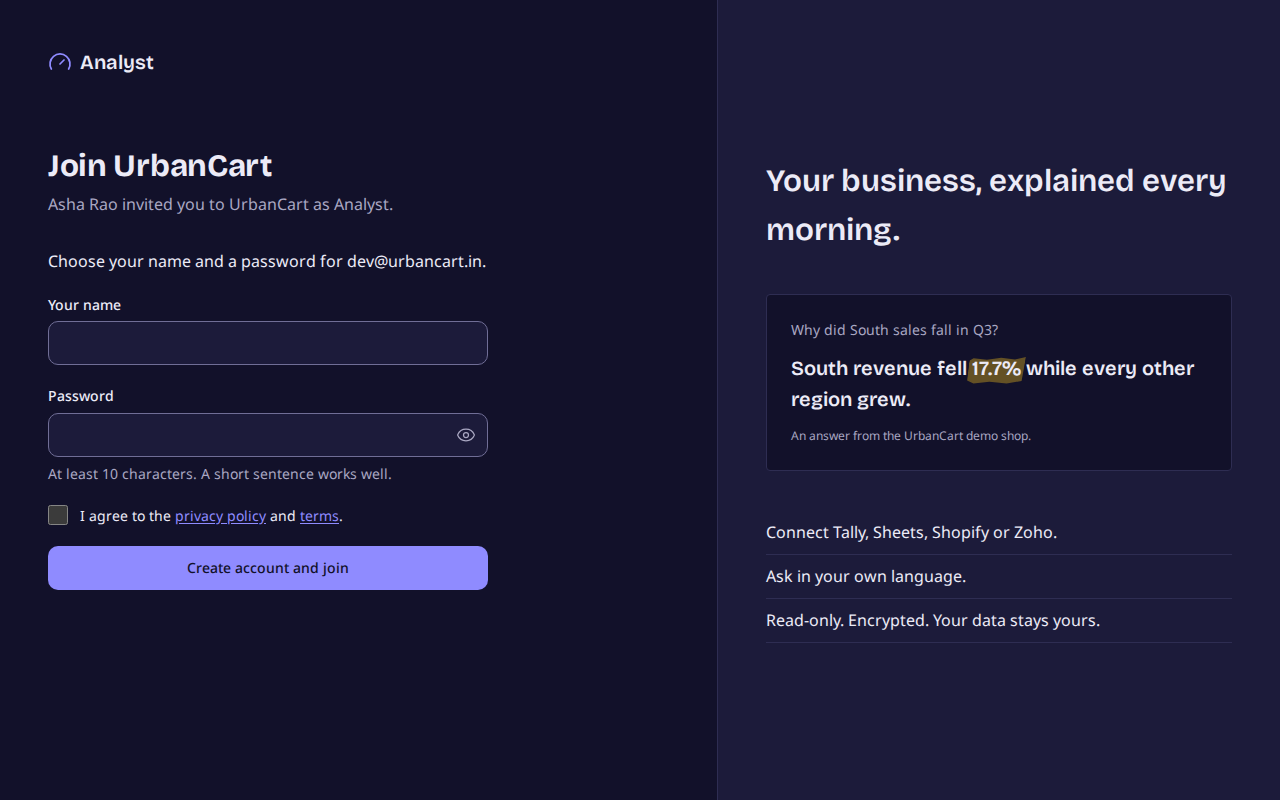 Analyst
Join UrbanCart
Asha Rao invited you to UrbanCart as Analyst.
Choose your name and a password for dev@urbancart.in.
Your name
Password
At least 10 characters. A short sentence works well.
I agree to the privacy policy and terms.
Create account and join
Your business, explained every
morning.
Why did South sales fall in Q3?
South revenue fell 17.7% while every other
region grew.
An answer from the UrbanCart demo shop.
Connect Tally, Sheets, Shopify or Zoho.
Ask in your own language.
Read-only. Encrypted. Your data stays yours.